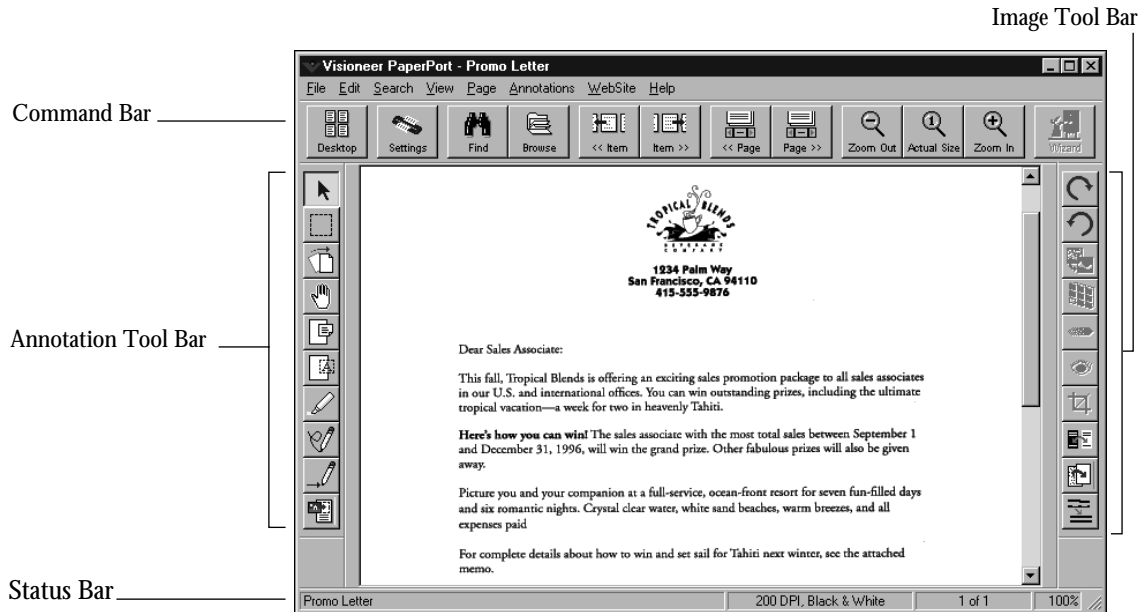 Image Tool Bar
Visioneer PaperPort - Promo Letter
File Edit Search View Page Annotations WebSite Help
Command Bar
Desktop Settings Find Browse << Item Item >> << Page Page >> Zoom Out Actual Size Zoom In Wizard
TROPICAL BLENDS
BEVERAGE
COMPANY
1234 Palm Way
San Francisco, CA 94110
415-555-9876
Annotation Tool Bar
Dear Sales Associate:
This fall, Tropical Blends is offering an exciting sales promotion package to all sales associates
in our U.S. and international offices. You can win outstanding prizes, including the ultimate
tropical vacation—a week for two in heavenly Tahiti.
Here's how you can win! The sales associate with the most total sales between September 1
and December 31, 1996, will win the grand prize. Other fabulous prizes will also be given
away.
Picture you and your companion at a full-service, ocean-front resort for seven fun-filled days
and six romantic nights. Crystal clear water, white sand beaches, warm breezes, and all
expenses paid
For complete details about how to win and set sail for Tahiti next winter, see the attached
memo.
Status Bar
Promo Letter 200 DPI, Black & White 1 of 1 100%